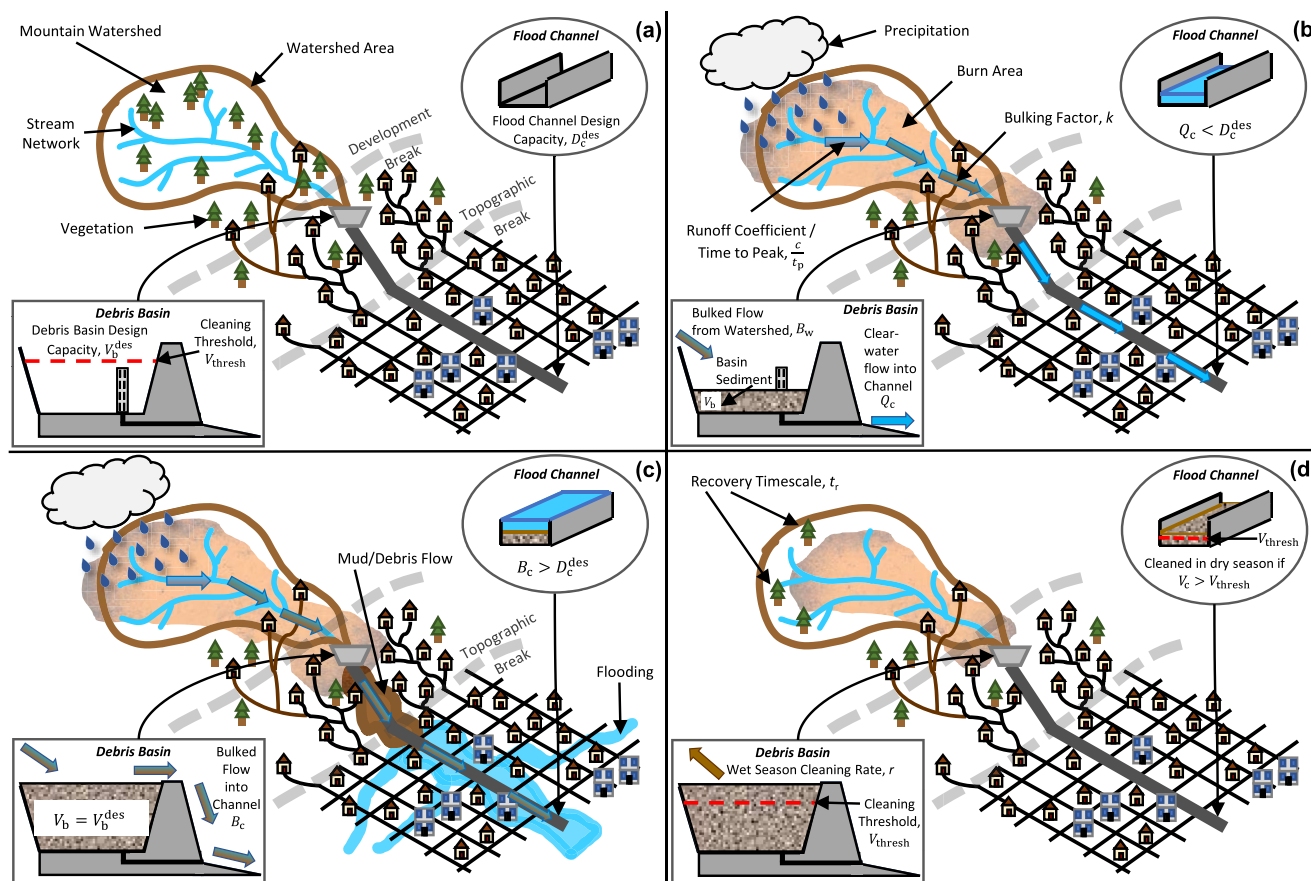 (a)
Mountain Watershed
Watershed Area
Stream
Network
Vegetation
Development
Break
Topographic
Break
Flood Channel
Flood Channel Design
Capacity, D_c^des
Debris Basin
Debris Basin Design
Capacity, V_b^des
Cleaning
Threshold,
V_thresh
(b)
Precipitation
Burn Area
Bulking Factor, k
Runoff Coefficient /
Time to Peak, c/t_p
Flood Channel
Q_c < D_c^des
Debris Basin
Bulked Flow
from Watershed, B_w
Basin
Sediment
V_b
Clear-
water
flow into
Channel
Q_c
(c)
Flood Channel
B_c > D_c^des
Mud/Debris Flow
Topographic
Break
Flooding
Debris Basin
V_b = V_b^des
Bulked
Flow
into
Channel
B_c
(d)
Recovery Timescale, t_r
Flood Channel
V_thresh
Cleaned in dry season if
V_c > V_thresh
Debris Basin
Wet Season Cleaning Rate, r
Cleaning
Threshold,
V_thresh